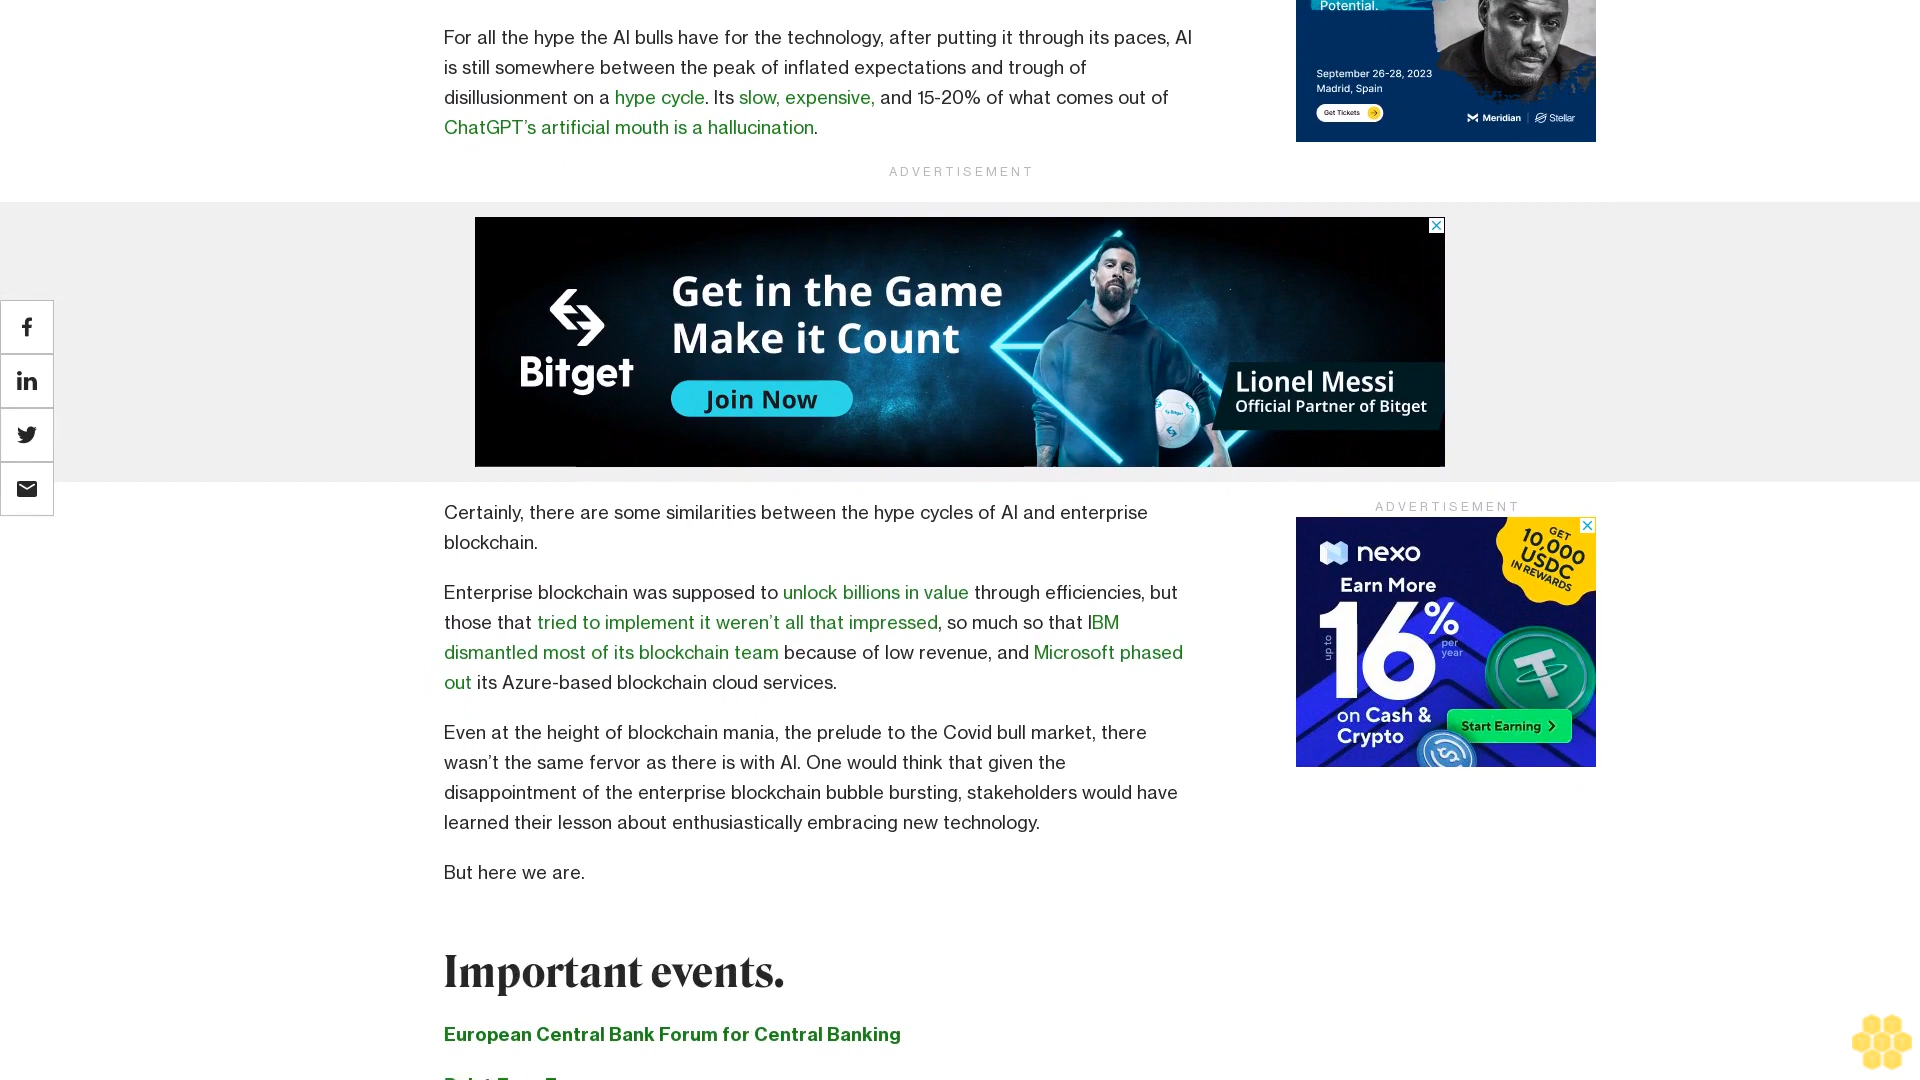 Potential.
For all the hype the AI bulls have for the technology, after putting it through its paces, AI
is still somewhere between the peak of inflated expectations and trough of
disillusionment on a hype cycle. Its slow, expensive, and 15-20% of what comes out of
ChatGPT’s artificial mouth is a hallucination.
September 26-28, 2023
Madrid, Spain
Get Tickets
Meridian
Stellar
ADVERTISEMENT
Bitget
Get in the Game
Make it Count
Join Now
Lionel Messi
Official Partner of Bitget
Certainly, there are some similarities between the hype cycles of AI and enterprise
blockchain.
Enterprise blockchain was supposed to unlock billions in value through efficiencies, but
those that tried to implement it weren’t all that impressed, so much so that IBM
dismantled most of its blockchain team because of low revenue, and Microsoft phased
out its Azure-based blockchain cloud services.
Even at the height of blockchain mania, the prelude to the Covid bull market, there
wasn’t the same fervor as there is with AI. One would think that given the
disappointment of the enterprise blockchain bubble bursting, stakeholders would have
learned their lesson about enthusiastically embracing new technology.
But here we are.
ADVERTISEMENT
nexo
GET
10,000
USDC
IN REWARDS
Earn More
up to
16%
per
year
on Cash &
Crypto
Start Earning
Important events.
European Central Bank Forum for Central Banking